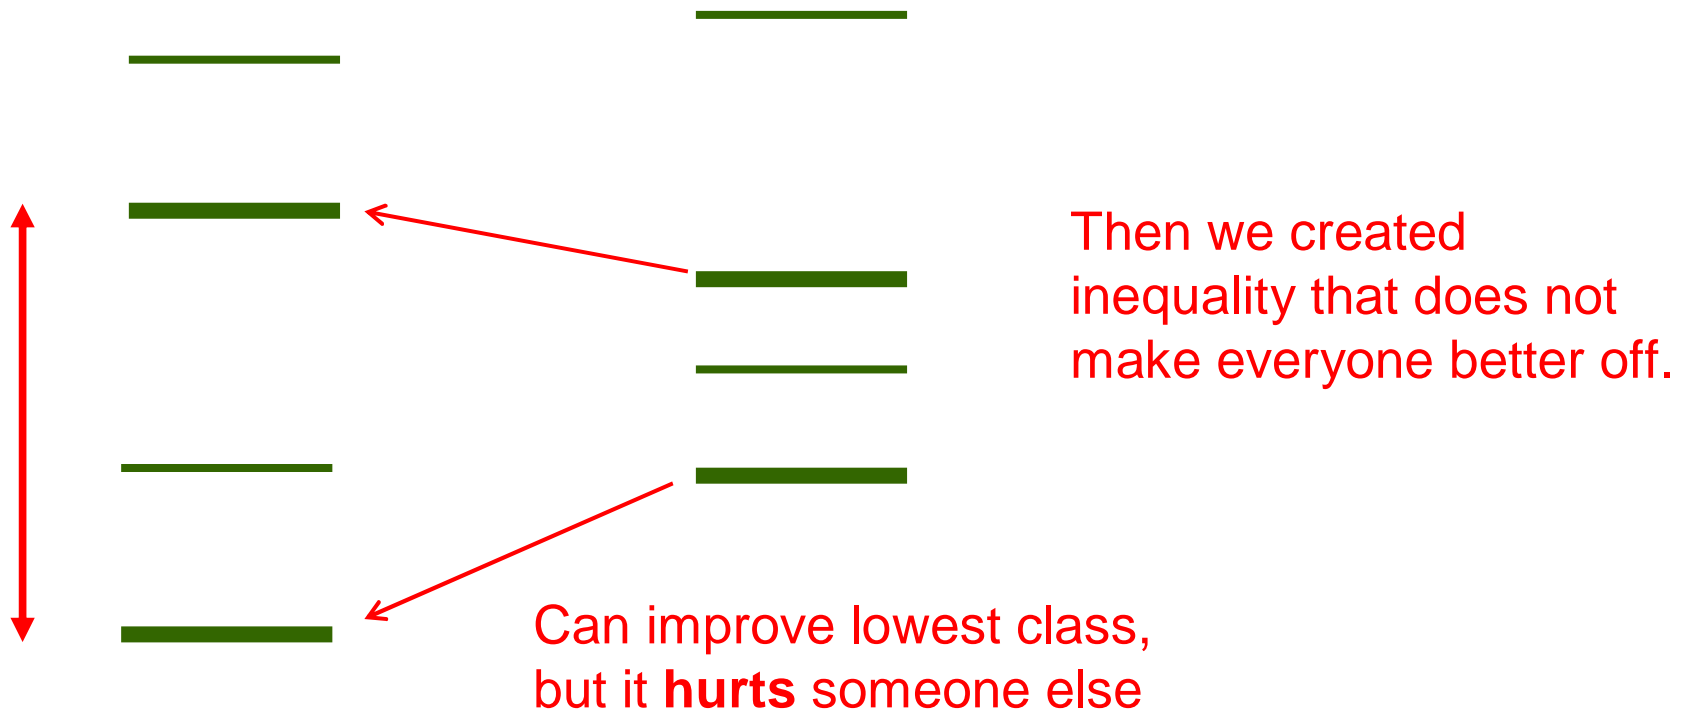 Then we created
inequality that does not
make everyone better off.
Can improve lowest class,
but it hurts someone else